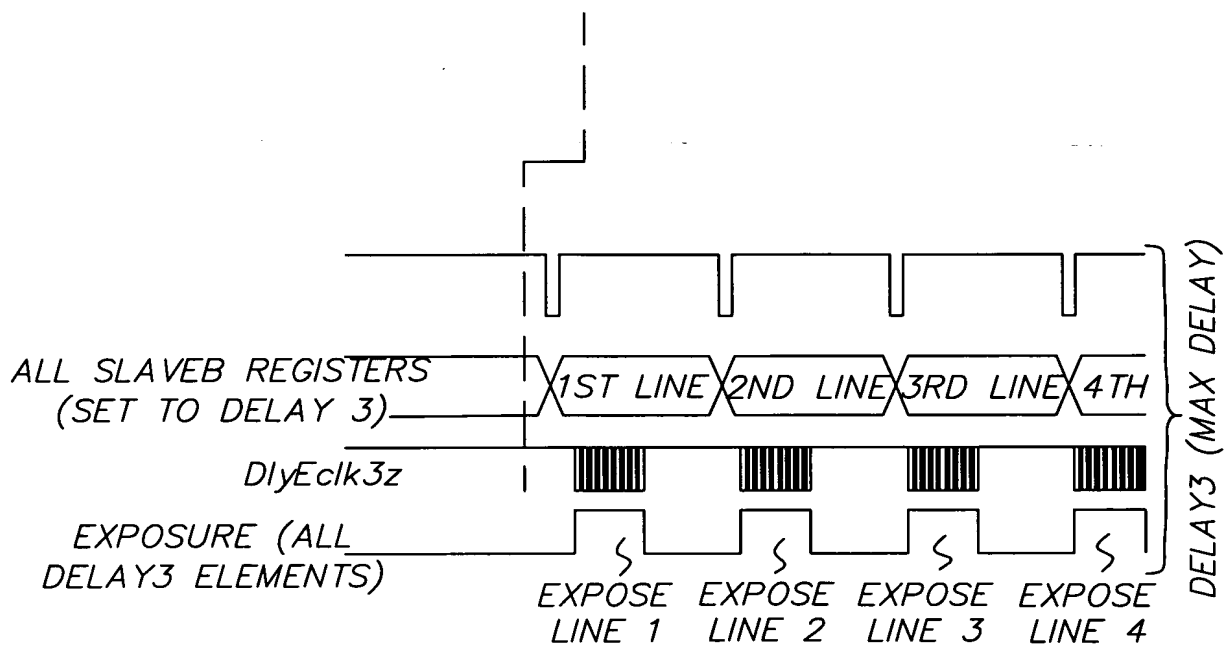 ALL SLAVEB REGISTERS
(SET TO DELAY 3)
1ST LINE
2ND LINE
3RD LINE
4TH
DlyEclk3z
EXPOSURE (ALL
DELAY3 ELEMENTS)
EXPOSE
LINE 1
EXPOSE
LINE 2
EXPOSE
LINE 3
EXPOSE
LINE 4
DELAY3 (MAX DELAY)